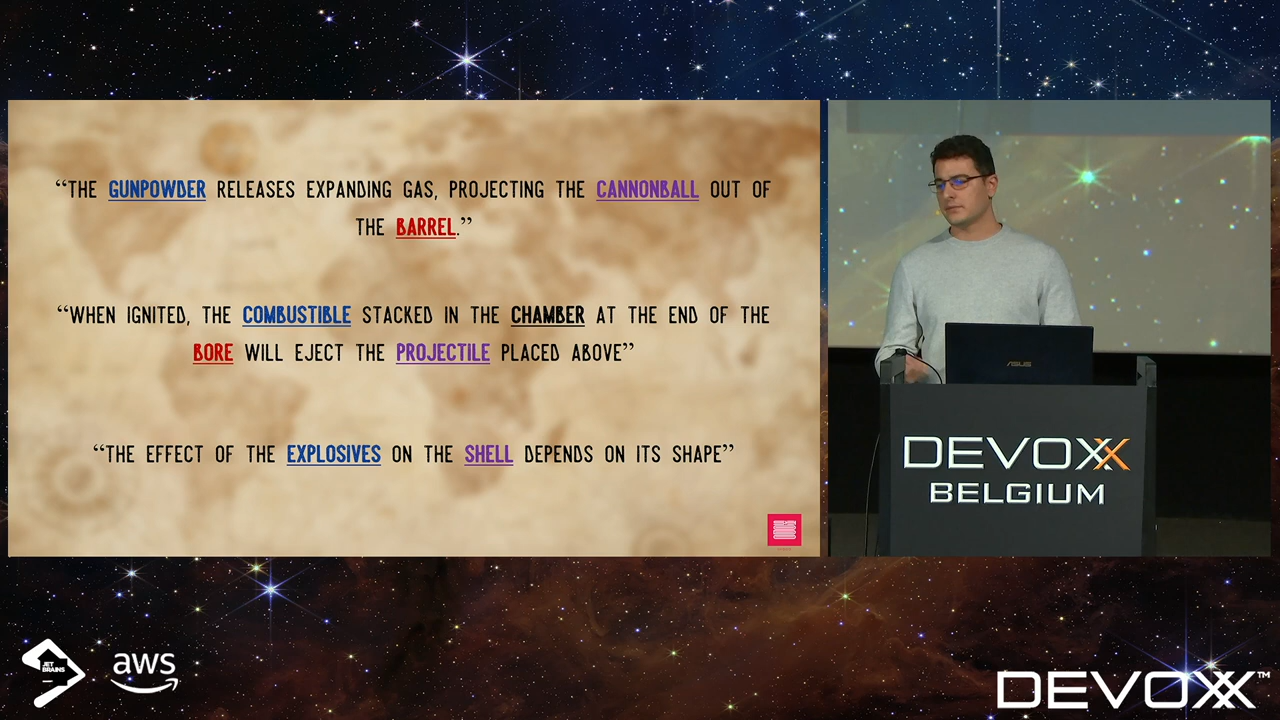 “THE GUNPOWDER RELEASES EXPANDING GAS, PROJECTING THE CANNONBALL OUT OF
THE BARREL.”
“WHEN IGNITED, THE COMBUSTIBLE STACKED IN THE CHAMBER AT THE END OF THE
BORE WILL EJECT THE PROJECTILE PLACED ABOVE”
“THE EFFECT OF THE EXPLOSIVES ON THE SHELL DEPENDS ON ITS SHAPE”
ASUS
DEVOXX
BELGIUM
JET
BRAINS
aws
DEVOXX™